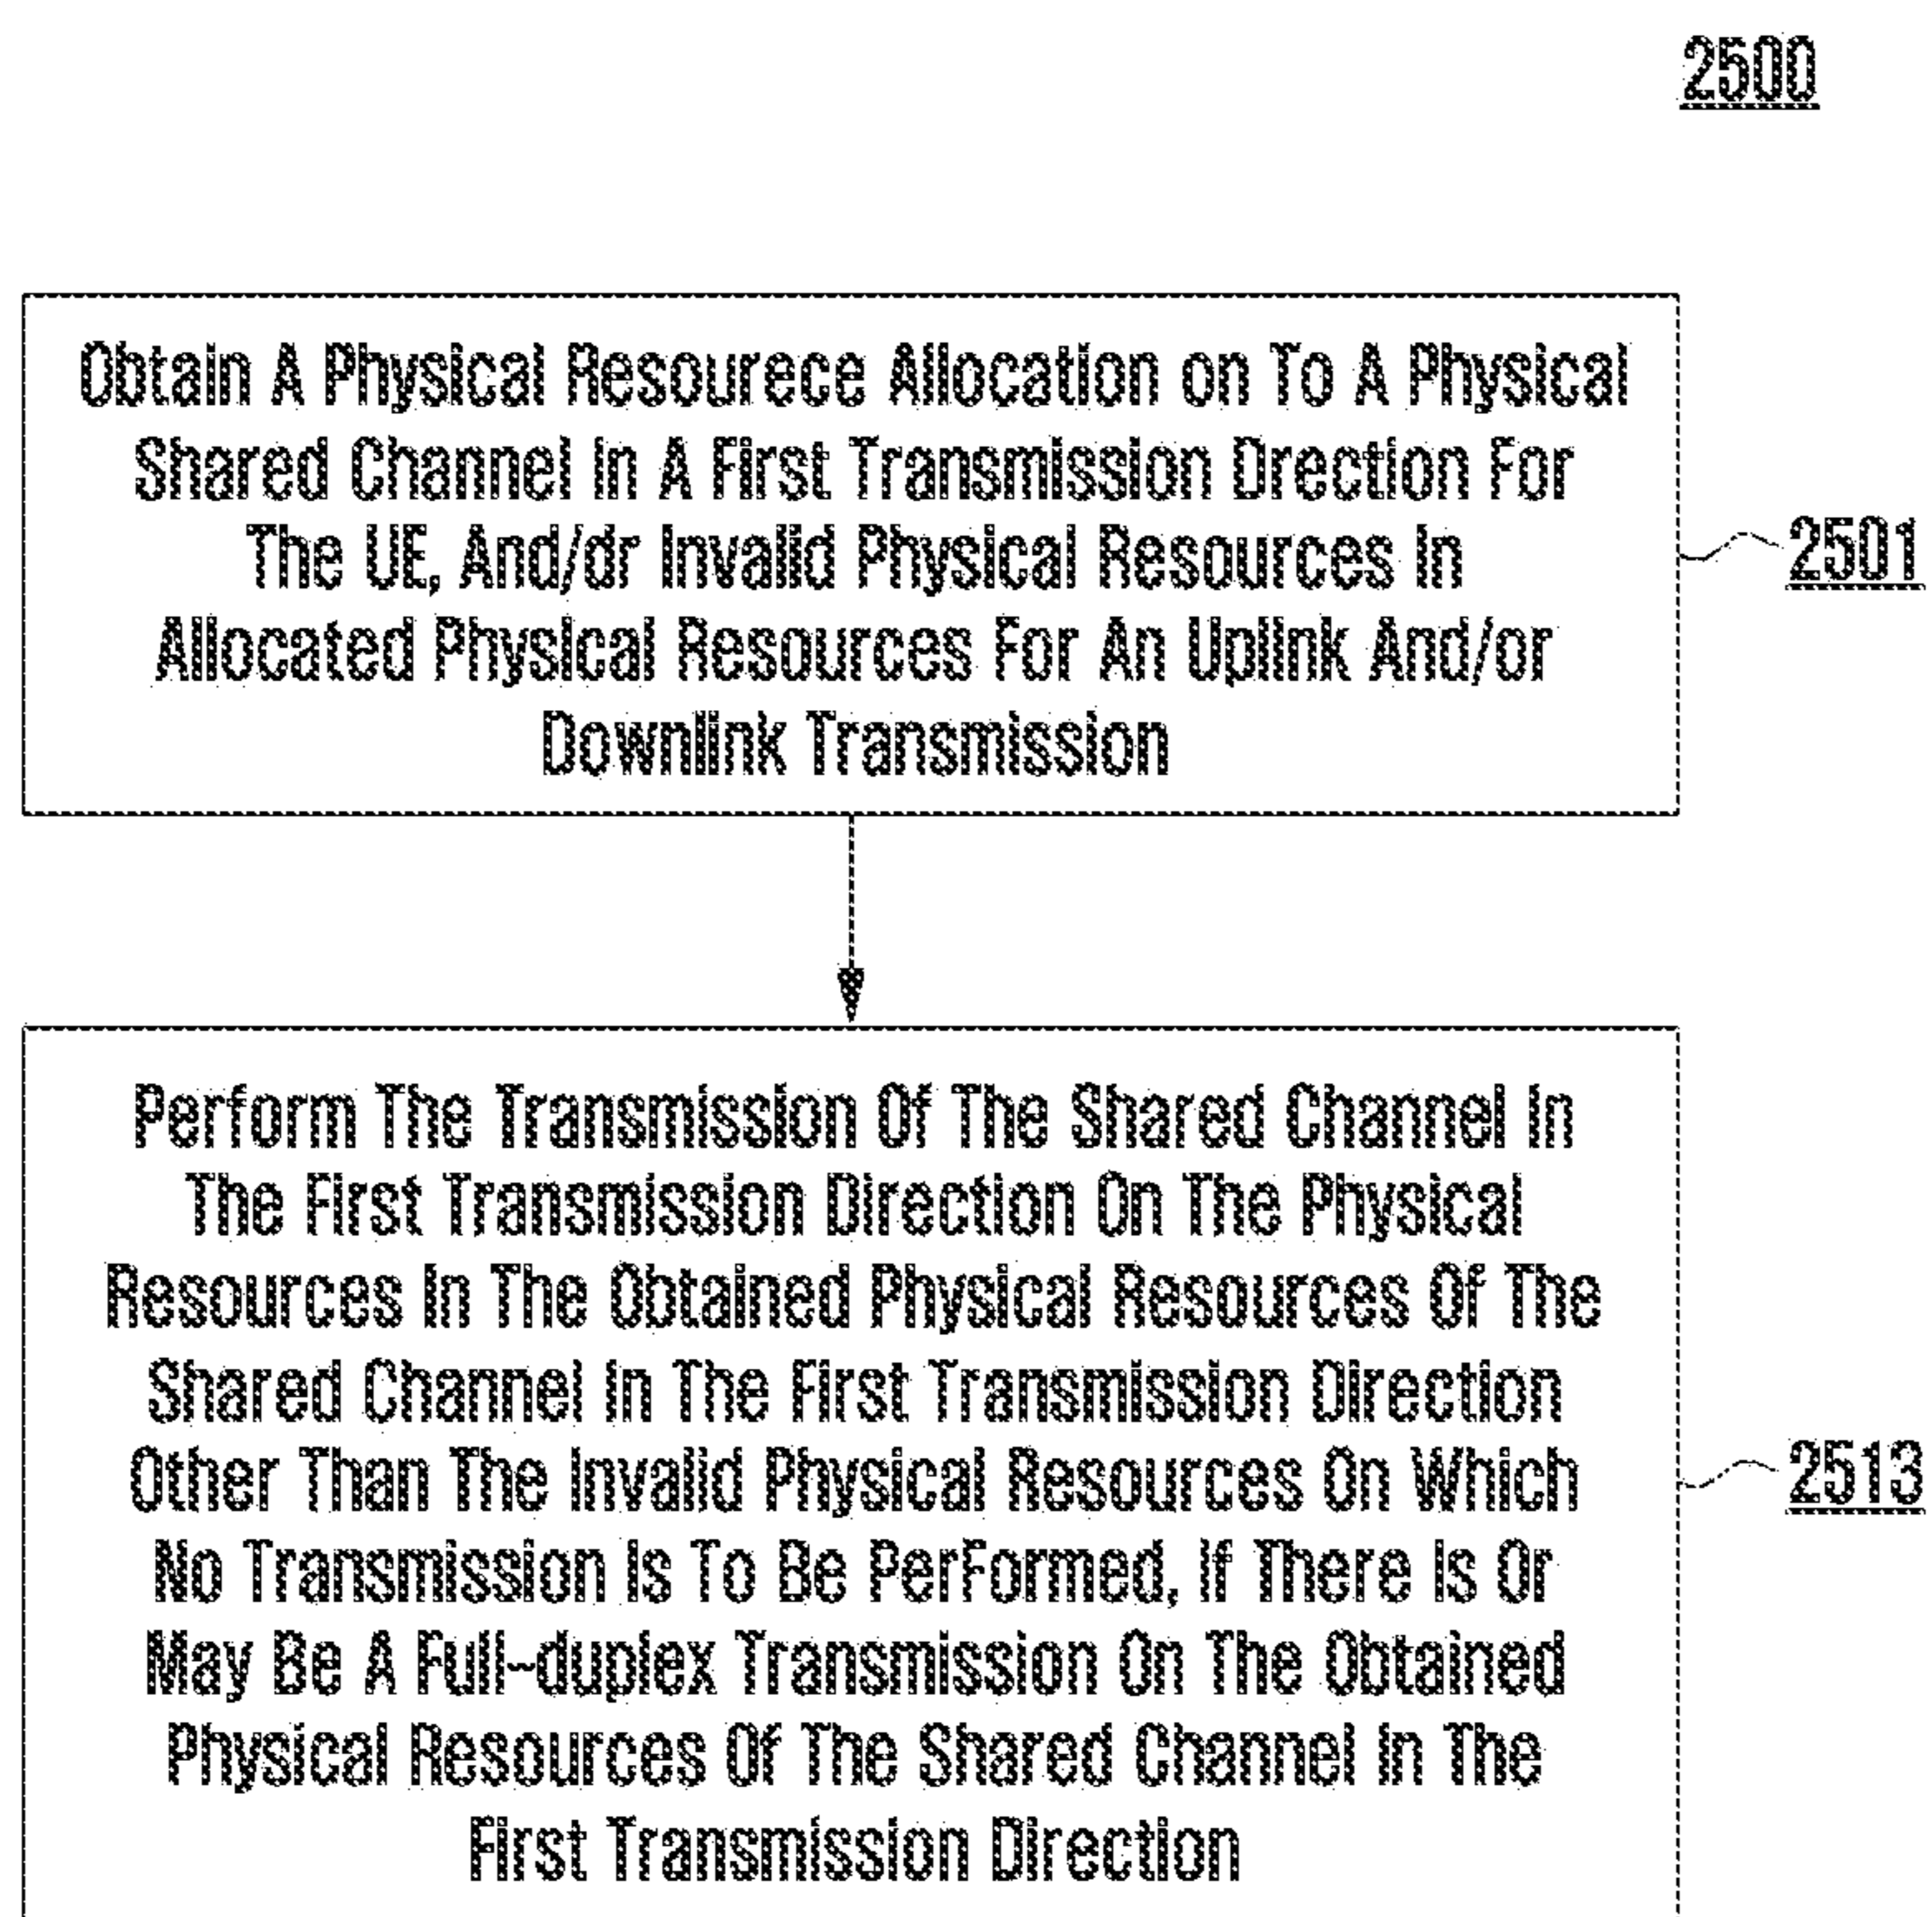 2500
Obtain A Physical Resourece Allocation on To A Physical
Shared Channel In A First Transmission Drection For
The UE, And/dr Invalid Physical Resources In
Allocated Physical Resources For An Uplink And/or
Downlink Transmission
2501
Perform The Transmission Of The Shared Channel In
The First Transmission Direction On The Physical
Resources In The Obtained Physical Resources Of The
Shared Channel In The First Transmission Direction
Other Than The Invalid Physical Resources On Which
No Transmission Is To Be PerFormed, If There Is Or
May Be A Full-duplex Transmission On The Obtained
Physical Resources Of The Shared Channel In The
First Transmission Direction
2513